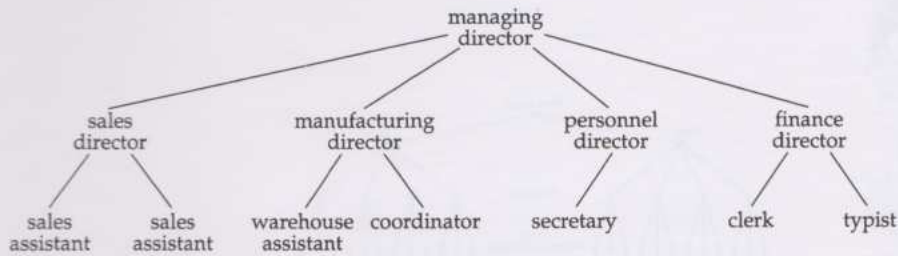 managing
director
sales
director
manufacturing
director
personnel
director
finance
director
sales
assistant
sales
assistant
warehouse
assistant
coordinator
secretary
clerk
typist